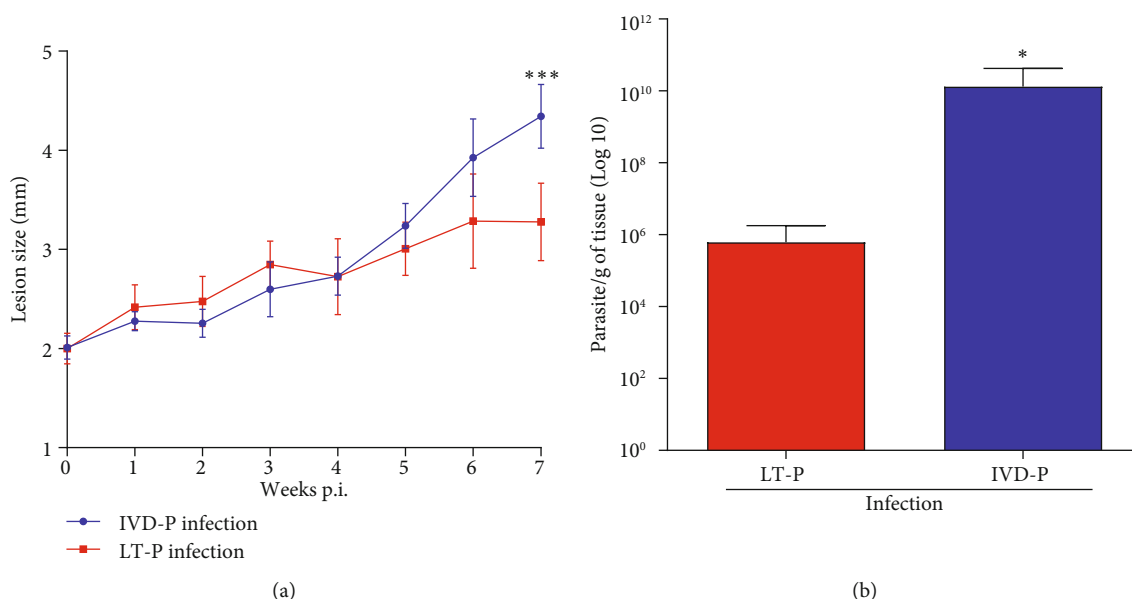 5
4
3
2
1
Lesion size (mm)
***
0 1 2 3 4 5 6 7
Weeks p.i.
IVD-P infection
LT-P infection
(a)
10¹²
10¹⁰
10⁸
10⁶
10⁴
10²
10⁰
Parasite/g of tissue (Log 10)
*
LT-P IVD-P
Infection
(b)